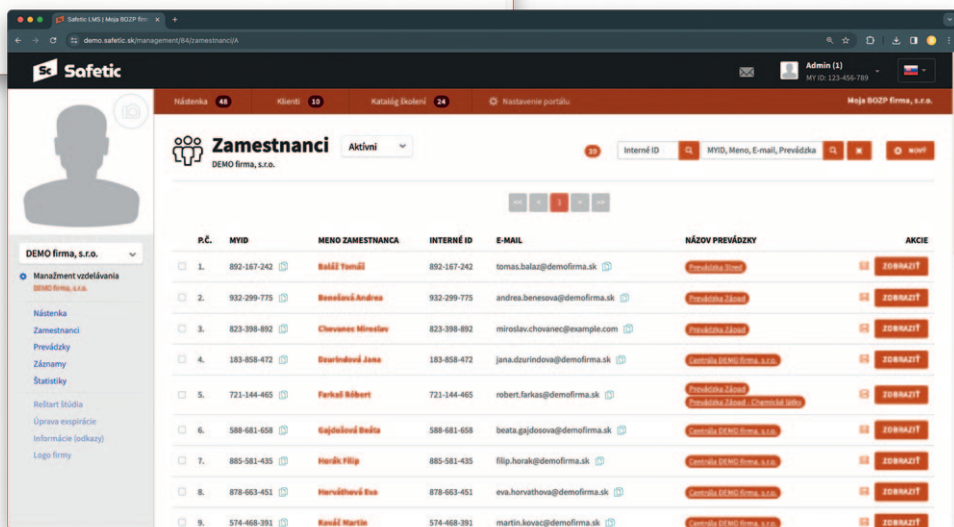 Safetic LMS | Moja BOZP firm
demo.safetic.sk/management/84/zamestnanci/A
Sc Safetic
Admin (1)
MY ID: 123-456-789
Nástenka 48 Klienti 10 Katalóg školení 24 Nastavenie portálu Moja BOZP firma, s.r.o.
Zamestnanci Aktívni
DEMO firma, s.r.o.
39 Interné ID MYID, Meno, E-mail, Prevádzka NOVÝ
<< < 1 > >>
P.Č. MYID MENO ZAMESTNANCA INTERNÉ ID E-MAIL NÁZOV PREVÁDZKY AKCIE
1. 892-167-242 Baláž Tomáš 892-167-242 tomas.balaz@demofirma.sk Prevádzka Stred ZOBRAZIŤ
2. 932-299-775 Benešová Andrea 932-299-775 andrea.benesova@demofirma.sk Prevádzka Západ ZOBRAZIŤ
3. 823-398-892 Chovanec Miroslav 823-398-892 miroslav.chovanec@example.com Prevádzka Západ ZOBRAZIŤ
4. 183-858-472 Dzurindová Jana 183-858-472 jana.dzurindova@demofirma.sk Centrála DEMO firma, s.r.o. ZOBRAZIŤ
5. 721-144-465 Farkaš Róbert 721-144-465 robert.farkas@demofirma.sk Prevádzka Západ ZOBRAZIŤ
Prevádzka Západ - Chemické látky
6. 588-681-658 Gajdošová Beáta 588-681-658 beata.gajdosova@demofirma.sk Centrála DEMO firma, s.r.o. ZOBRAZIŤ
7. 885-581-435 Horák Filip 885-581-435 filip.horak@demofirma.sk Centrála DEMO firma, s.r.o. ZOBRAZIŤ
8. 878-663-451 Horváthová Eva 878-663-451 eva.horvathova@demofirma.sk Centrála DEMO firma, s.r.o. ZOBRAZIŤ
9. 574-468-391 Kováč Martin 574-468-391 martin.kovac@demofirma.sk Centrála DEMO firma, s.r.o. ZOBRAZIŤ
DEMO firma, s.r.o.
Manažment vzdelávania
DEMO firma, s.r.o.
Nástenka
Zamestnanci
Prevádzky
Záznamy
Štatistiky
Reštart štúdia
Úprava exspirácie
Informácie (odkazy)
Logo firmy